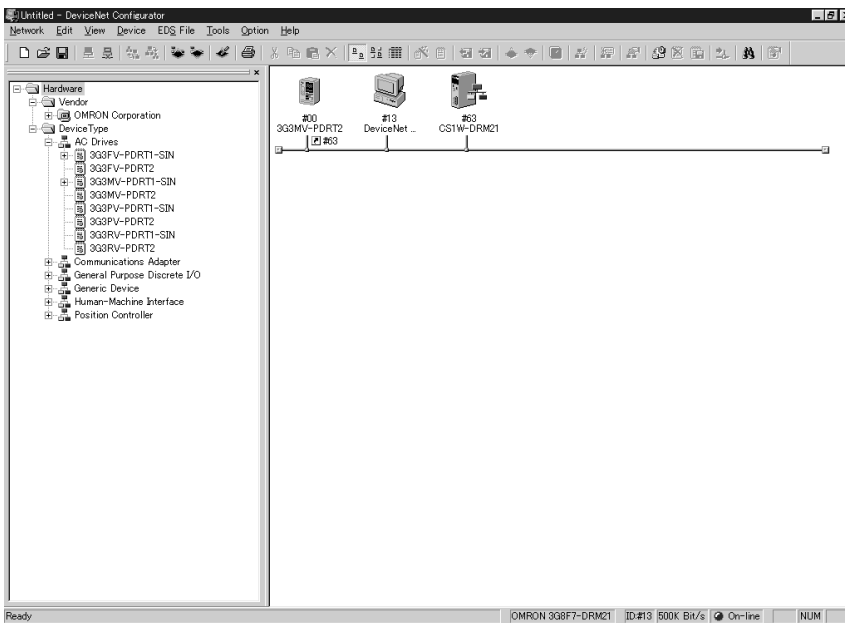 Untitled - DeviceNet Configurator
Network Edit View Device EDS File Tools Option Help
Hardware
Vendor
OMRON Corporation
DeviceType
AC Drives
3G3FV-PDRT1-SIN
3G3FV-PDRT2
3G3MV-PDRT1-SIN
3G3MV-PDRT2
3G3PV-PDRT1-SIN
3G3PV-PDRT2
3G3RV-PDRT1-SIN
3G3RV-PDRT2
Communications Adapter
General Purpose Discrete I/O
Generic Device
Human-Machine Interface
Position Controller
#00 #13 #63
3G3MV-PDRT2 DeviceNet ... CS1W-DRM21
#63
Ready OMRON 3G8F7-DRM21 ID:#13 500K Bit/s On-line NUM